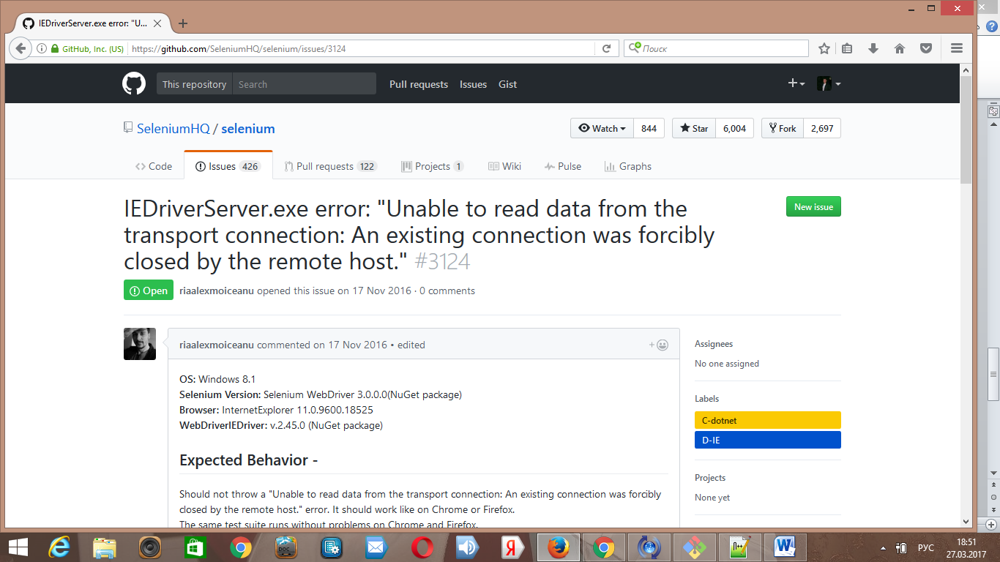 IEDriverServer.exe error: "U...
GitHub, Inc. (US) https://github.com/SeleniumHQ/selenium/issues/3124 Поиск
This repository Search Pull requests Issues Gist
SeleniumHQ / selenium Watch 844 Star 6,004 Fork 2,697
Code Issues 426 Pull requests 122 Projects 1 Wiki Pulse Graphs
IEDriverServer.exe error: "Unable to read data from the
transport connection: An existing connection was forcibly
closed by the remote host." #3124
New issue
Open riaalexmoiceanu opened this issue on 17 Nov 2016 · 0 comments
riaalexmoiceanu commented on 17 Nov 2016 • edited
OS: Windows 8.1
Selenium Version: Selenium WebDriver 3.0.0.0(NuGet package)
Browser: InternetExplorer 11.0.9600.18525
WebDriverIEDriver: v.2.45.0 (NuGet package)
Expected Behavior -
Should not throw a "Unable to read data from the transport connection: An existing connection was forcibly
closed by the remote host." error. It should work like on Chrome or Firefox.
The same test suite runs without problems on Chrome and Firefox.
Assignees
No one assigned
Labels
C-dotnet
D-IE
Projects
None yet
DOC
Я
N++
W
РУС
18:51
27.03.2017